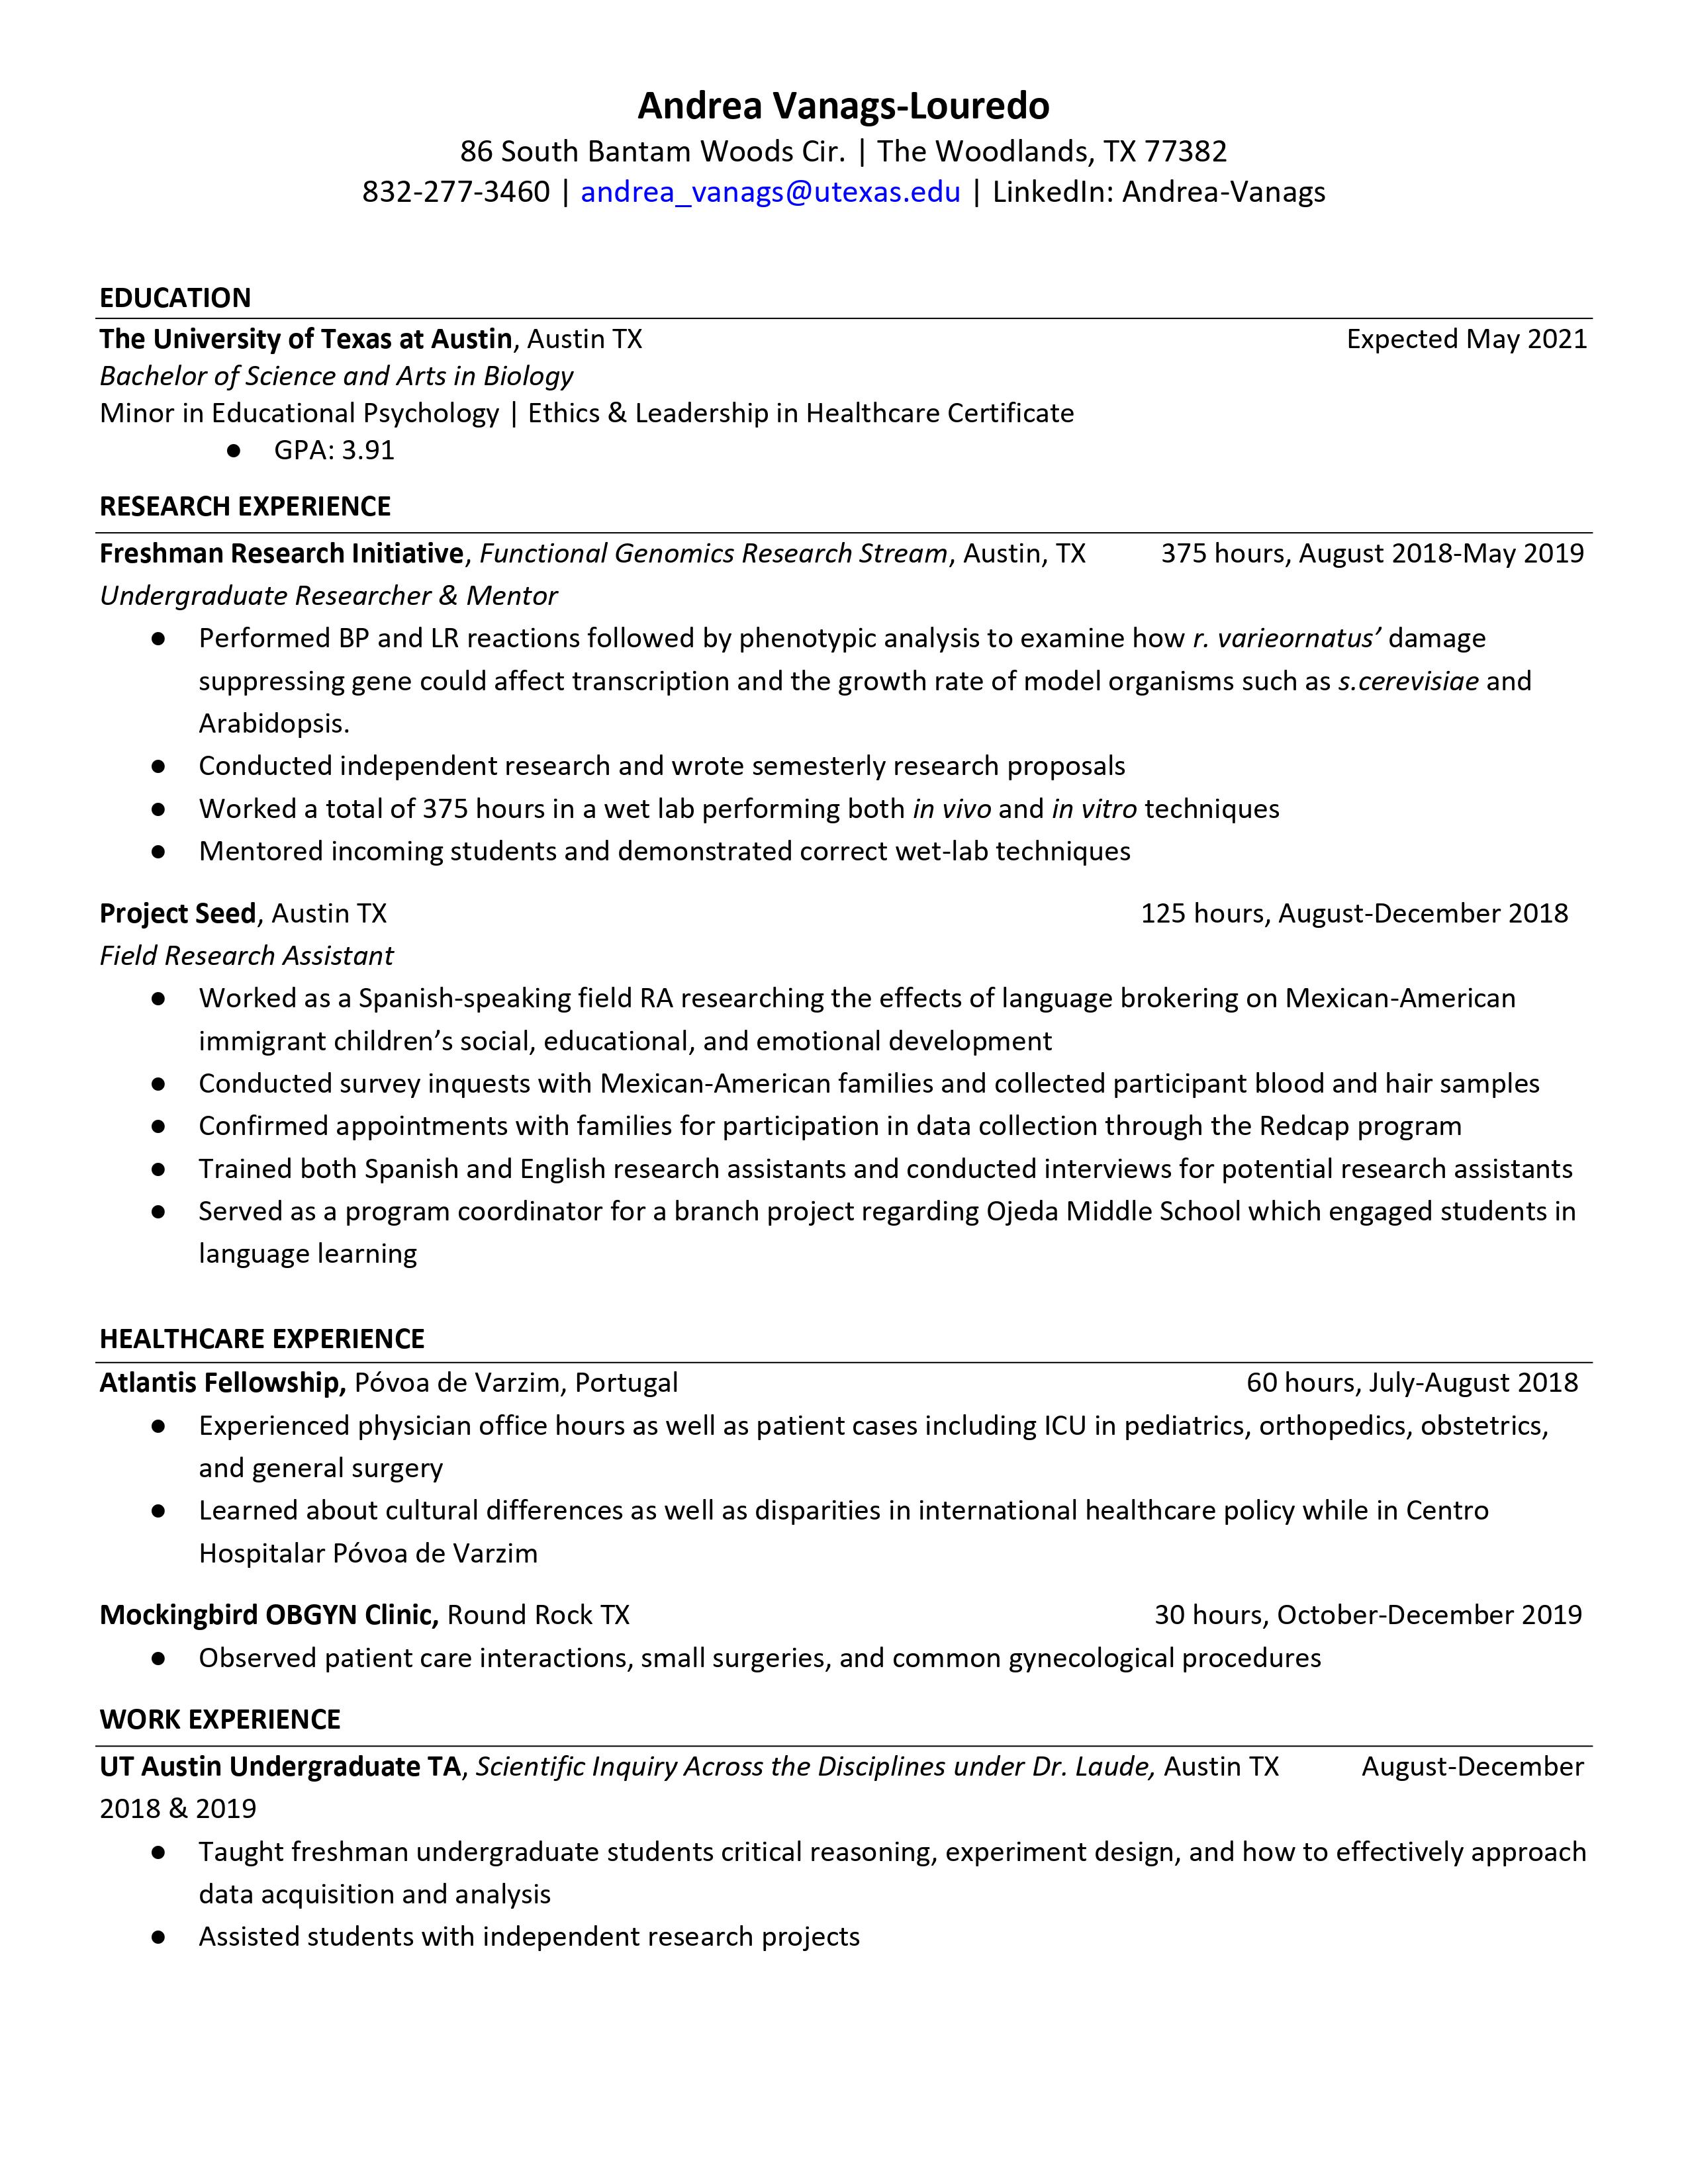 Andrea Vanags-Louredo
86 South Bantam Woods Cir. | The Woodlands, TX 77382
832-277-3460 | andrea_vanags@utexas.edu | LinkedIn: Andrea-Vanags
EDUCATION
The University of Texas at Austin, Austin TX Expected May 2021
Bachelor of Science and Arts in Biology
Minor in Educational Psychology | Ethics & Leadership in Healthcare Certificate
● GPA: 3.91
RESEARCH EXPERIENCE
Freshman Research Initiative, Functional Genomics Research Stream, Austin, TX 375 hours, August 2018-May 2019
Undergraduate Researcher & Mentor
● Performed BP and LR reactions followed by phenotypic analysis to examine how r. varieornatus’ damage
suppressing gene could affect transcription and the growth rate of model organisms such as s.cerevisiae and
Arabidopsis.
● Conducted independent research and wrote semesterly research proposals
● Worked a total of 375 hours in a wet lab performing both in vivo and in vitro techniques
● Mentored incoming students and demonstrated correct wet-lab techniques
Project Seed, Austin TX 125 hours, August-December 2018
Field Research Assistant
● Worked as a Spanish-speaking field RA researching the effects of language brokering on Mexican-American
immigrant children’s social, educational, and emotional development
● Conducted survey inquests with Mexican-American families and collected participant blood and hair samples
● Confirmed appointments with families for participation in data collection through the Redcap program
● Trained both Spanish and English research assistants and conducted interviews for potential research assistants
● Served as a program coordinator for a branch project regarding Ojeda Middle School which engaged students in
language learning
HEALTHCARE EXPERIENCE
Atlantis Fellowship, Póvoa de Varzim, Portugal 60 hours, July-August 2018
● Experienced physician office hours as well as patient cases including ICU in pediatrics, orthopedics, obstetrics,
and general surgery
● Learned about cultural differences as well as disparities in international healthcare policy while in Centro
Hospitalar Póvoa de Varzim
Mockingbird OBGYN Clinic, Round Rock TX 30 hours, October-December 2019
● Observed patient care interactions, small surgeries, and common gynecological procedures
WORK EXPERIENCE
UT Austin Undergraduate TA, Scientific Inquiry Across the Disciplines under Dr. Laude, Austin TX August-December
2018 & 2019
● Taught freshman undergraduate students critical reasoning, experiment design, and how to effectively approach
data acquisition and analysis
● Assisted students with independent research projects